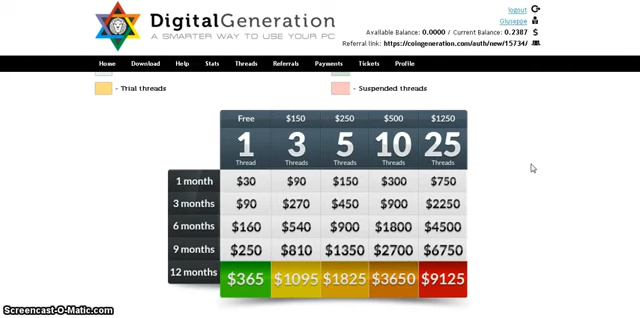 logout
Giuseppe
DigitalGeneration
A SMARTER WAY TO USE YOUR PC
Available Balance: 0.0000 / Current Balance: 0.2387 $
Referral link: https://coingeneration.com/auth/new/15734/
Home Download Help Stats Threads Referrals Payments Tickets Profile
- Trial threads - Suspended threads
Free $150 $250 $500 $1250
1 3 5 10 25
Thread Threads Threads Threads Threads
1 month $30 $90 $150 $300 $750
3 months $90 $270 $450 $900 $2250
6 months $160 $540 $900 $1800 $4500
9 months $250 $810 $1350 $2700 $6750
12 months $365 $1095 $1825 $3650 $9125
Screencast-O-Matic.com